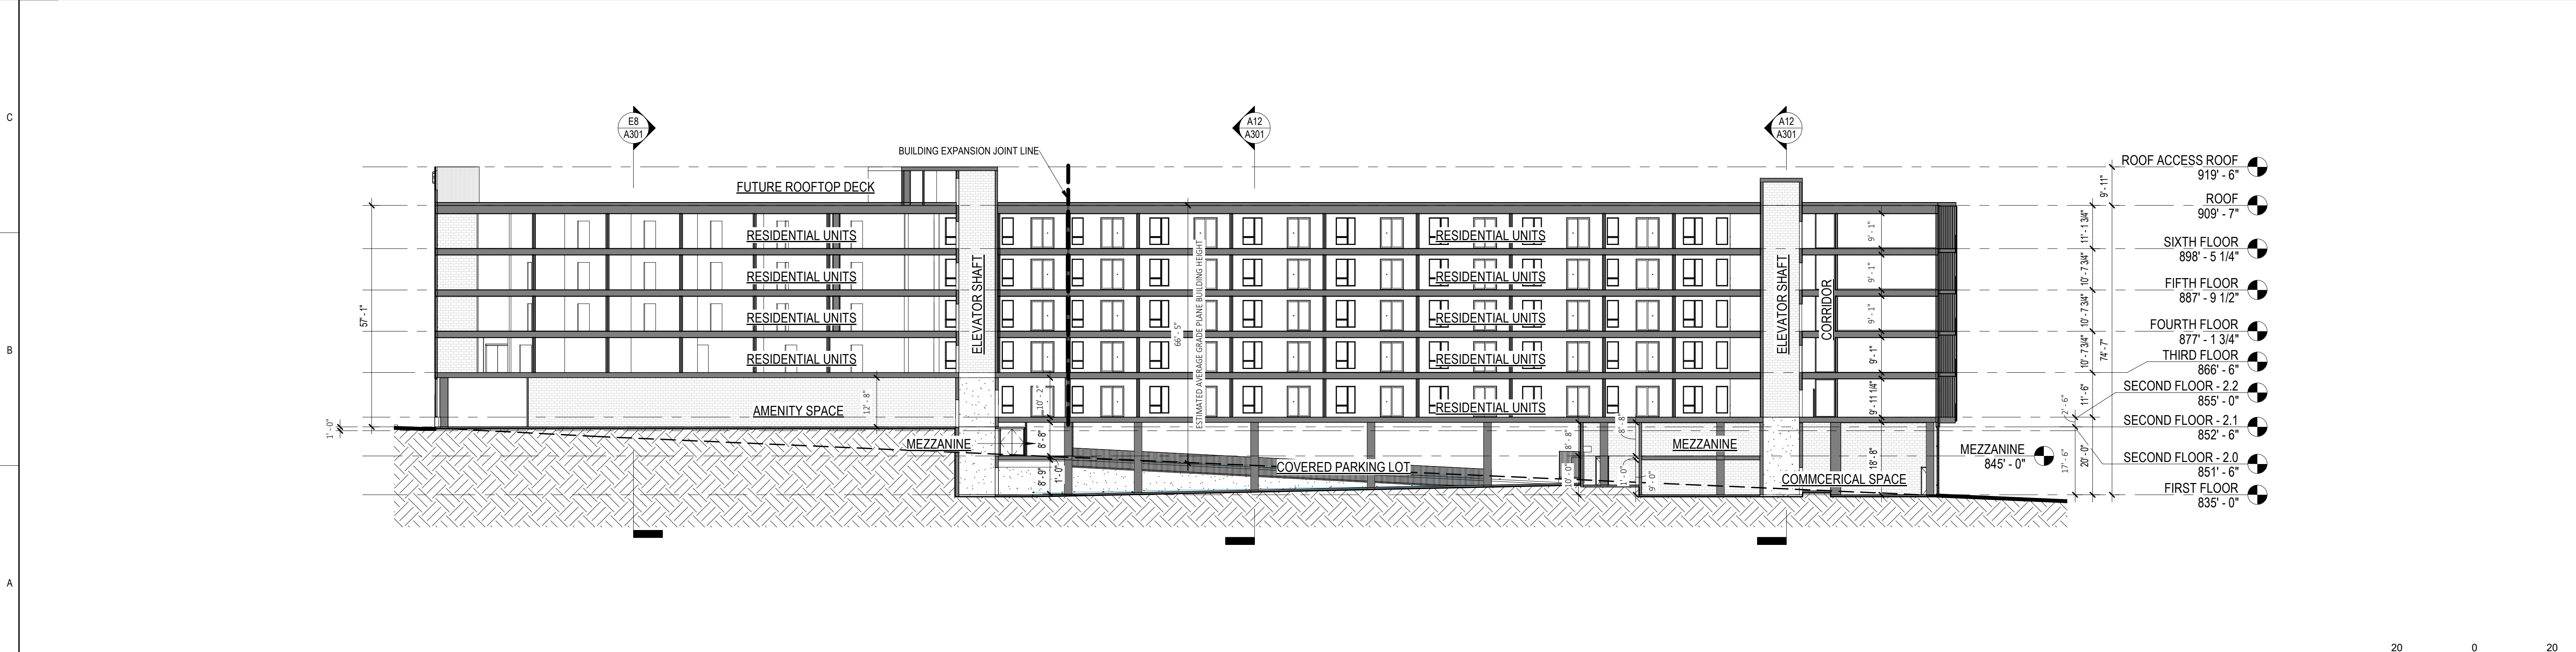 C
B
A
E8
A301
A12
A301
A12
A301
BUILDING EXPANSION JOINT LINE
FUTURE ROOFTOP DECK
RESIDENTIAL UNITS
RESIDENTIAL UNITS
RESIDENTIAL UNITS
RESIDENTIAL UNITS
AMENITY SPACE
MEZZANINE
ELEVATOR SHAFT
57' - 1"
1' - 0"
12' - 8"
10' - 2"
8' - 8"
8' - 9"
1' - 0"
66' - 5"
ESTIMATED AVERAGE GRADE PLANE BUILDING HEIGHT
RESIDENTIAL UNITS
RESIDENTIAL UNITS
RESIDENTIAL UNITS
RESIDENTIAL UNITS
RESIDENTIAL UNITS
COVERED PARKING LOT
8' - 8"
10' - 0"
8' - 8"
1' - 0"
9' - 0"
MEZZANINE
ELEVATOR SHAFT
CORRIDOR
COMMCERICAL SPACE
9' - 1"
9' - 1"
9' - 1"
9' - 1"
9' - 11 1/4"
18' - 8"
9' - 11"
11' - 1 3/4"
10' - 7 3/4"
10' - 7 3/4"
10' - 7 3/4"
11' - 6"
74' - 7"
2' - 6"
17' - 6"
20' - 0"
ROOF ACCESS ROOF
919' - 6"
ROOF
909' - 7"
SIXTH FLOOR
898' - 5 1/4"
FIFTH FLOOR
887' - 9 1/2"
FOURTH FLOOR
877' - 1 3/4"
THIRD FLOOR
866' - 6"
SECOND FLOOR - 2.2
855' - 0"
SECOND FLOOR - 2.1
852' - 6"
MEZZANINE
845' - 0"
SECOND FLOOR - 2.0
851' - 6"
FIRST FLOOR
835' - 0"
20 0 20